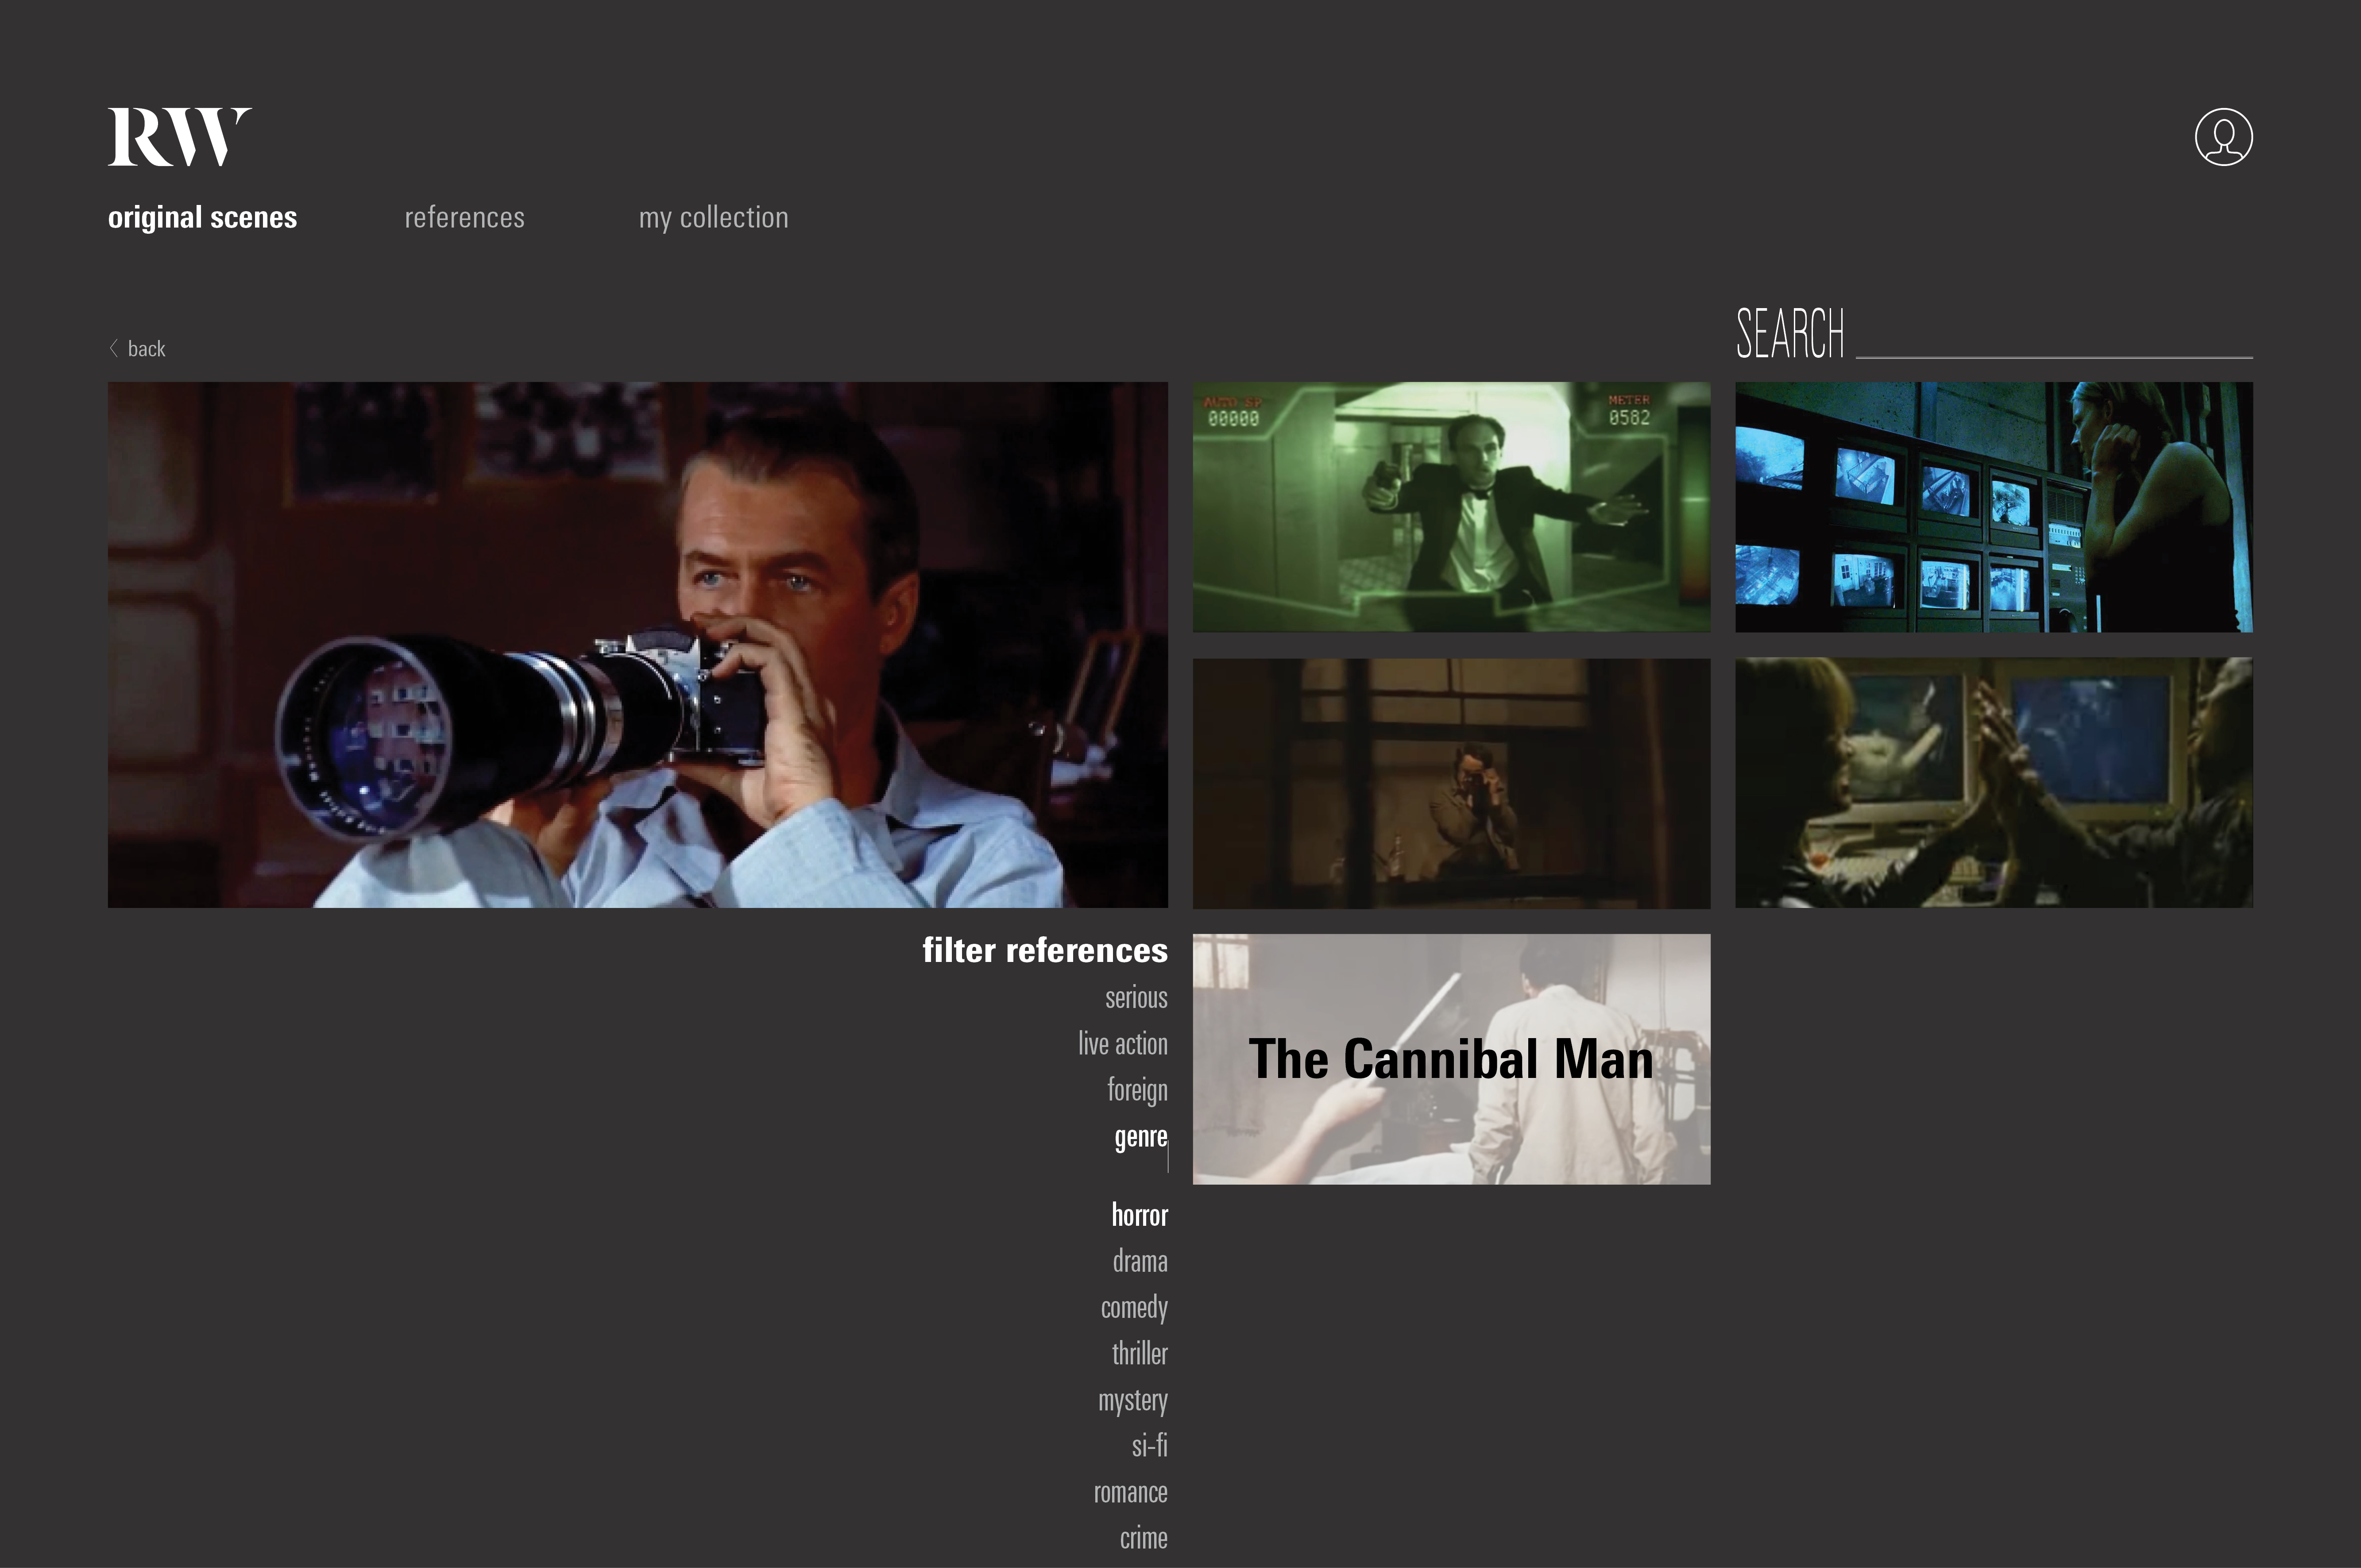 RW
original scenes
references
my collection
back
SEARCH
AUTO SP
00000
METER
0582
filter references
serious
live action
foreign
genre
horror
drama
comedy
thriller
mystery
si-fi
romance
crime
The Cannibal Man